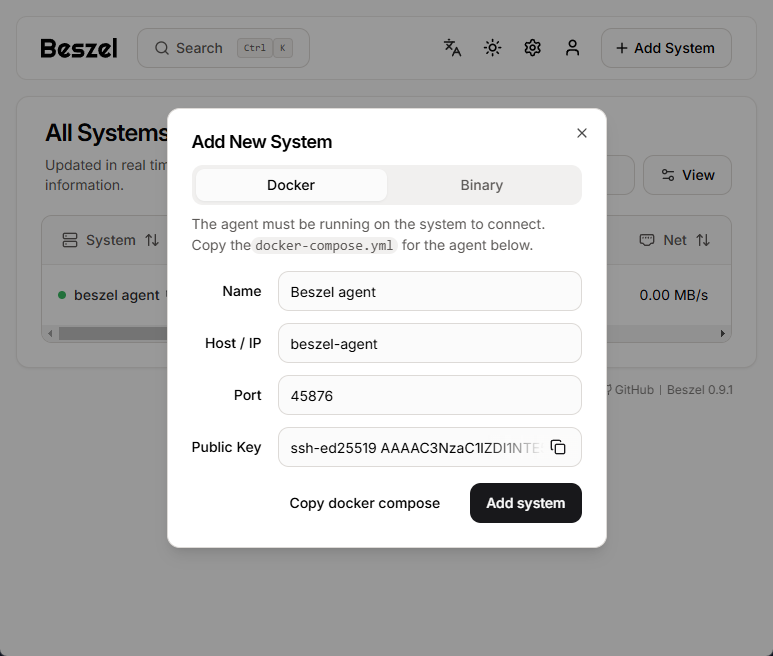 Beszel
Search Ctrl K
Add System
All Systems
Updated in real
information.
View
System
Net
beszel agent
0.00 MB/s
GitHub | Beszel 0.9.1
Add New System
Docker
Binary
The agent must be running on the system to connect.
Copy the docker-compose.yml for the agent below.
Name
Beszel agent
Host / IP
beszel-agent
Port
45876
Public Key
ssh-ed25519 AAAAC3NzaC1lZDI1NTE
Copy docker compose
Add system